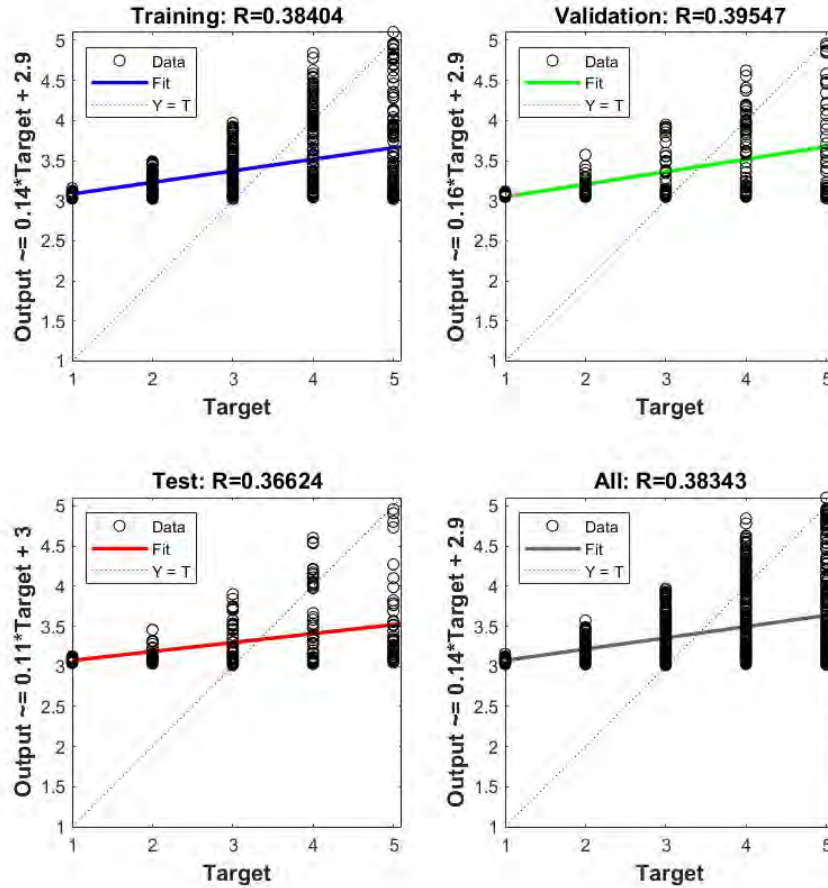 Training: R=0.38404
Output ~= 0.14*Target + 2.9
5
4.5
4
3.5
3
2.5
2
1.5
1
Data
Fit
Y = T
1 2 3 4 5
Target
Validation: R=0.39547
Output ~= 0.16*Target + 2.9
5
4.5
4
3.5
3
2.5
2
1.5
1
Data
Fit
Y = T
1 2 3 4 5
Target
Test: R=0.36624
Output ~= 0.11*Target + 3
5
4.5
4
3.5
3
2.5
2
1.5
1
Data
Fit
Y = T
1 2 3 4 5
Target
All: R=0.38343
Output ~= 0.14*Target + 2.9
5
4.5
4
3.5
3
2.5
2
1.5
1
Data
Fit
Y = T
1 2 3 4 5
Target